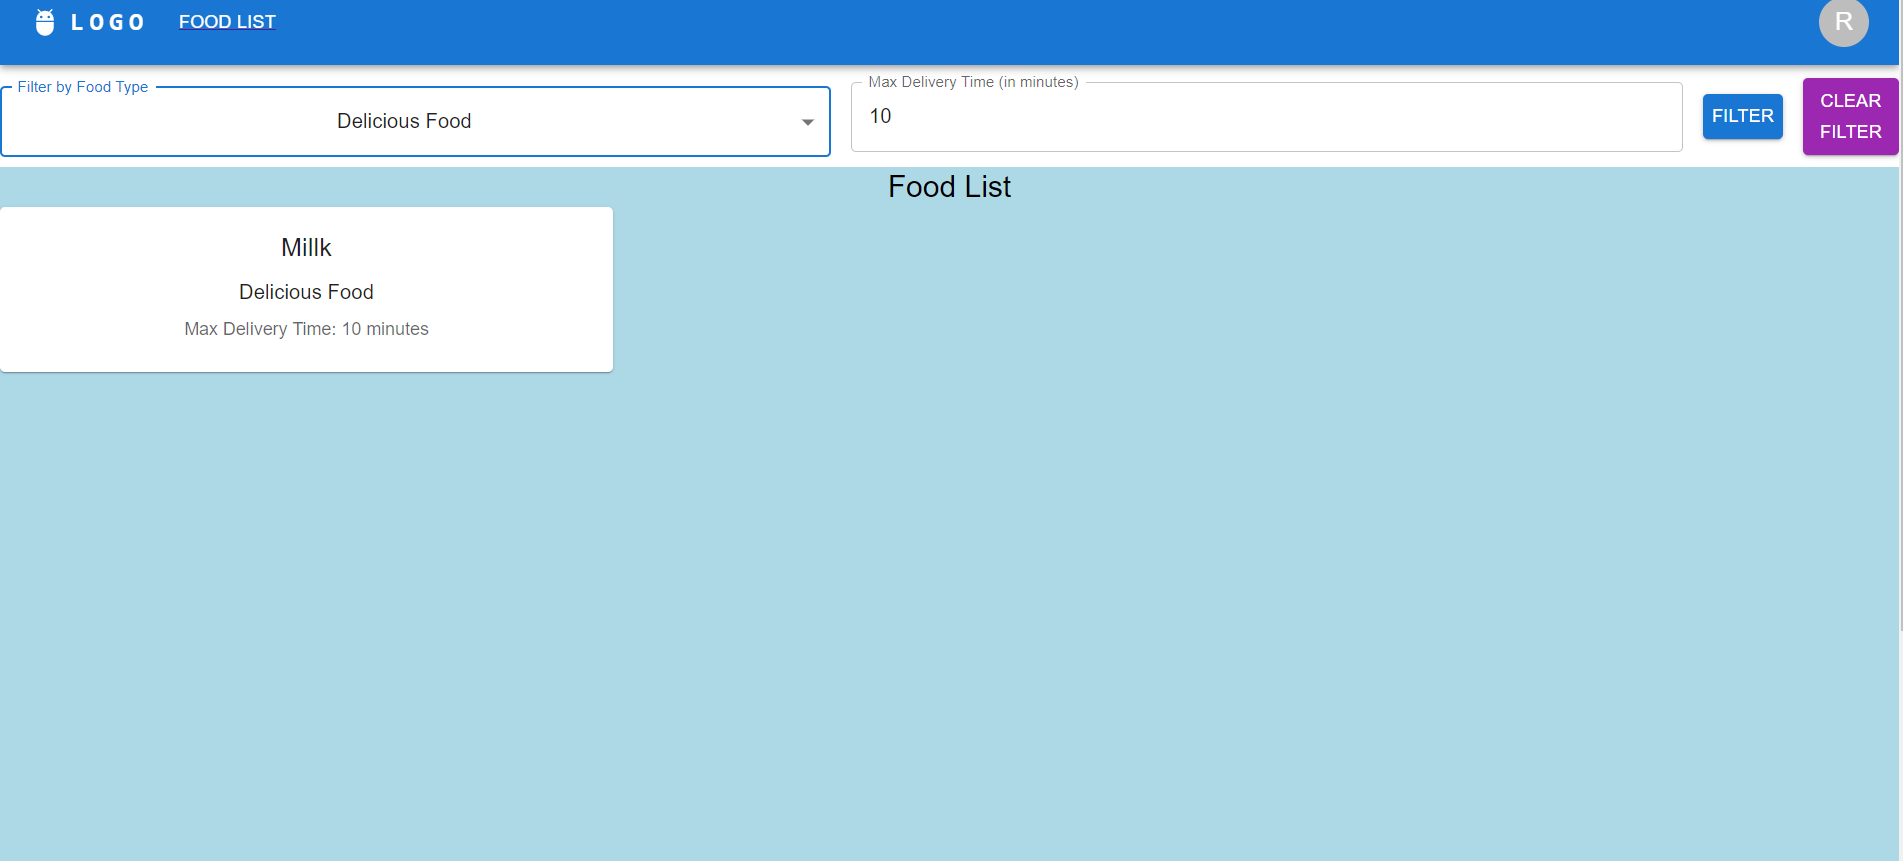 LOGO
FOOD LIST
R
Filter by Food Type
Delicious Food
Max Delivery Time (in minutes)
10
FILTER
CLEAR
FILTER
Food List
Millk
Delicious Food
Max Delivery Time: 10 minutes